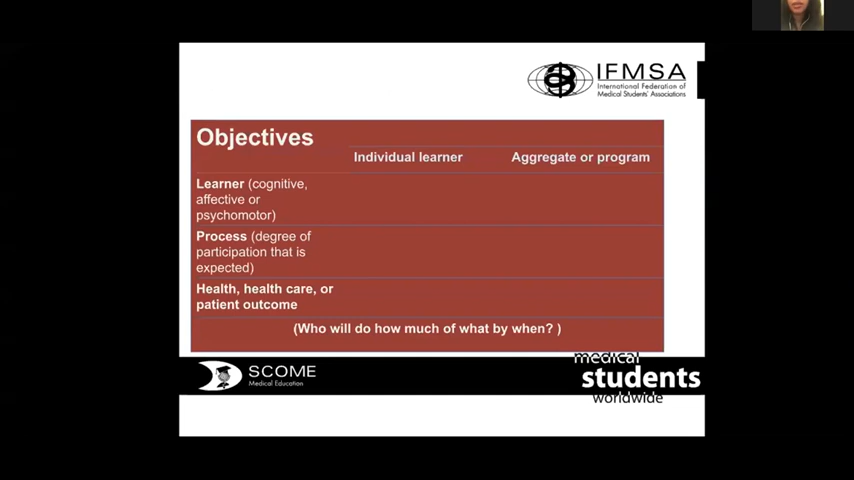 IFMSA
International Federation of
Medical Students' Associations
Objectives
Individual learner
Aggregate or program
Learner (cognitive,
affective or
psychomotor)
Process (degree of
participation that is
expected)
Health, health care, or
patient outcome
(Who will do how much of what by when? )
SCOME
Medical Education
medical
students
worldwide